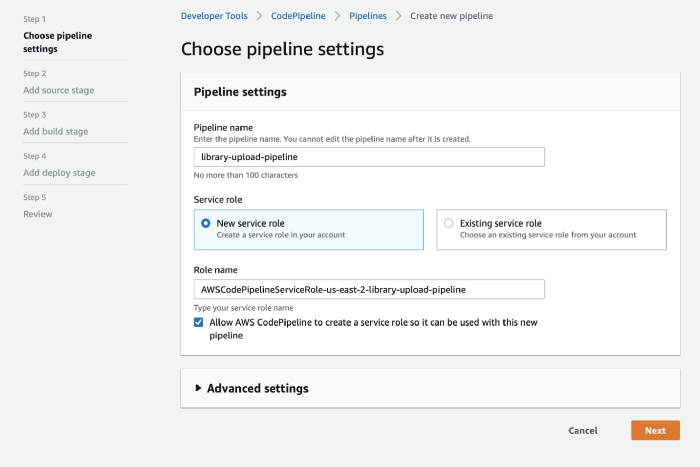 Step 1
Choose pipeline
settings
Step 2
Add source stage
Step 3
Add build stage
Step 4
Add deploy stage
Step 5
Review
Developer Tools > CodePipeline > Pipelines > Create new pipeline
Choose pipeline settings
Pipeline settings
Pipeline name
Enter the pipeline name. You cannot edit the pipeline name after it is created.
library-upload-pipeline
No more than 100 characters
Service role
New service role
Create a service role in your account
Existing service role
Choose an existing service role from your account
Role name
AWSCodePipelineServiceRole-us-east-2-library-upload-pipeline
Type your service role name
Allow AWS CodePipeline to create a service role so it can be used with this new
pipeline
Advanced settings
Cancel
Next